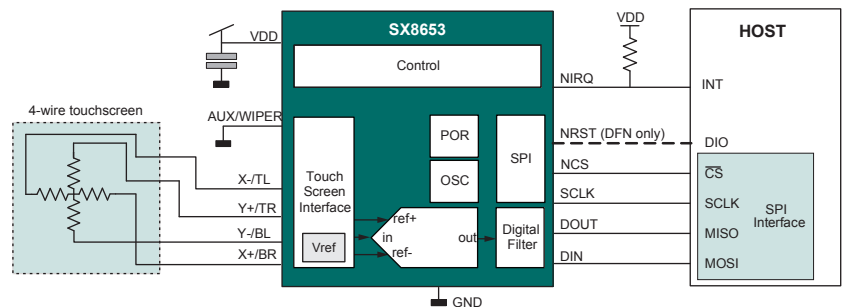 SX8653
VDD
Control
AUX/WIPER
4-wire touchscreen
X-/TL
Y+/TR
Y-/BL
X+/BR
Touch
Screen
Interface
Vref
POR
OSC
SPI
ref+
in
ref-
out
Digital
Filter
GND
VDD
NIRQ
NRST (DFN only)
NCS
SCLK
DOUT
DIN
HOST
INT
DIO
CS
SCLK
MISO
MOSI
SPI
Interface